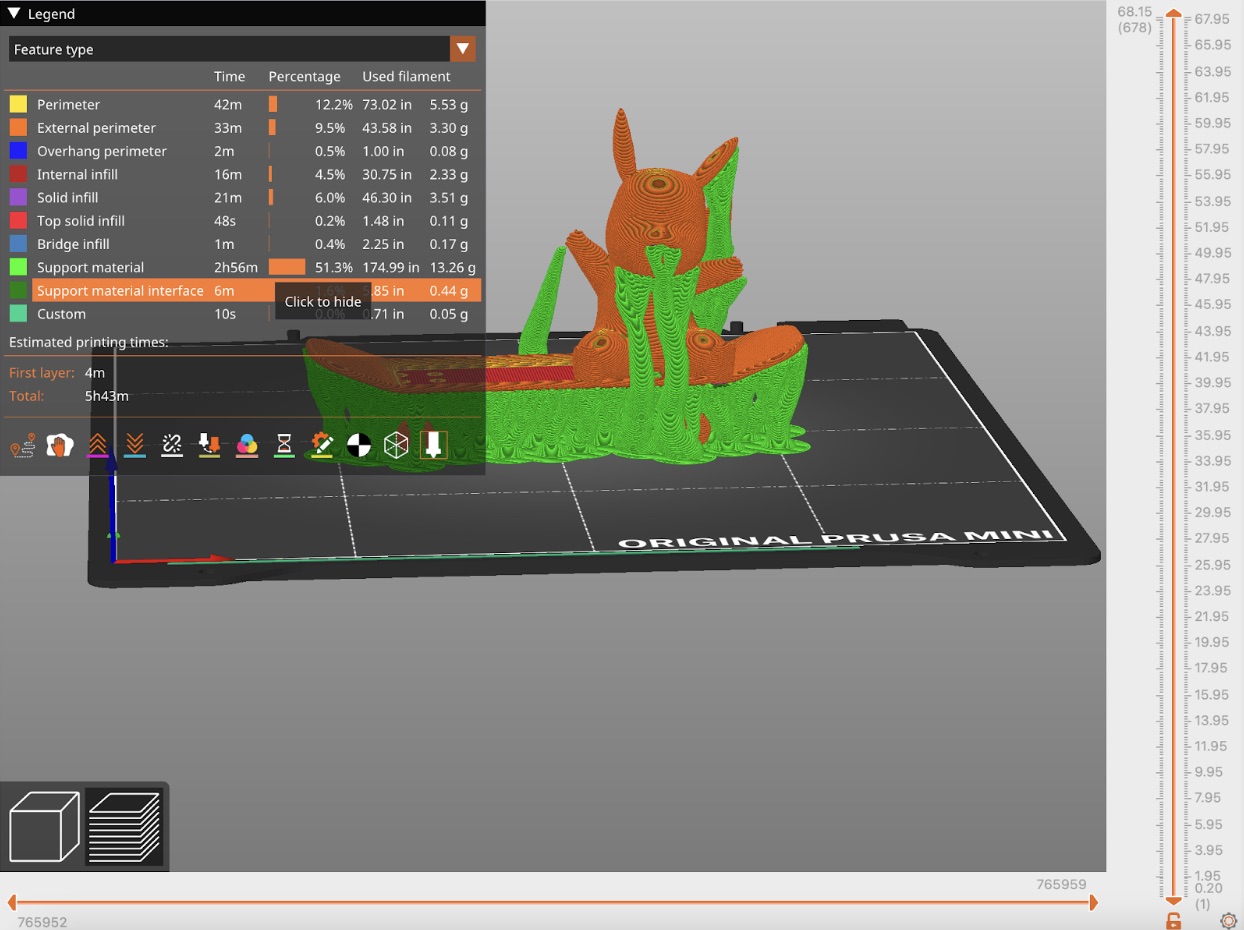 Legend
Feature type
Time Percentage Used filament
Perimeter 42m 12.2% 73.02 in 5.53 g
External perimeter 33m 9.5% 43.58 in 3.30 g
Overhang perimeter 2m 0.5% 1.00 in 0.08 g
Internal infill 16m 4.5% 30.75 in 2.33 g
Solid infill 21m 6.0% 46.30 in 3.51 g
Top solid infill 48s 0.2% 1.48 in 0.11 g
Bridge infill 1m 0.4% 2.25 in 0.17 g
Support material 2h56m 51.3% 174.99 in 13.26 g
Support material interface 6m 1.6% .85 in 0.44 g
Click to hide
Custom 10s 0.0% .71 in 0.05 g
Estimated printing times:
First layer: 4m
Total: 5h43m
ORIGINAL PRUSA MINI
68.15
(678)
67.95
65.95
63.95
61.95
59.95
57.95
55.95
53.95
51.95
49.95
47.95
45.95
43.95
41.95
39.95
37.95
35.95
33.95
31.95
29.95
27.95
25.95
23.95
21.95
19.95
17.95
15.95
13.95
11.95
9.95
7.95
5.95
3.95
1.95
0.20
(1)
765959
765952